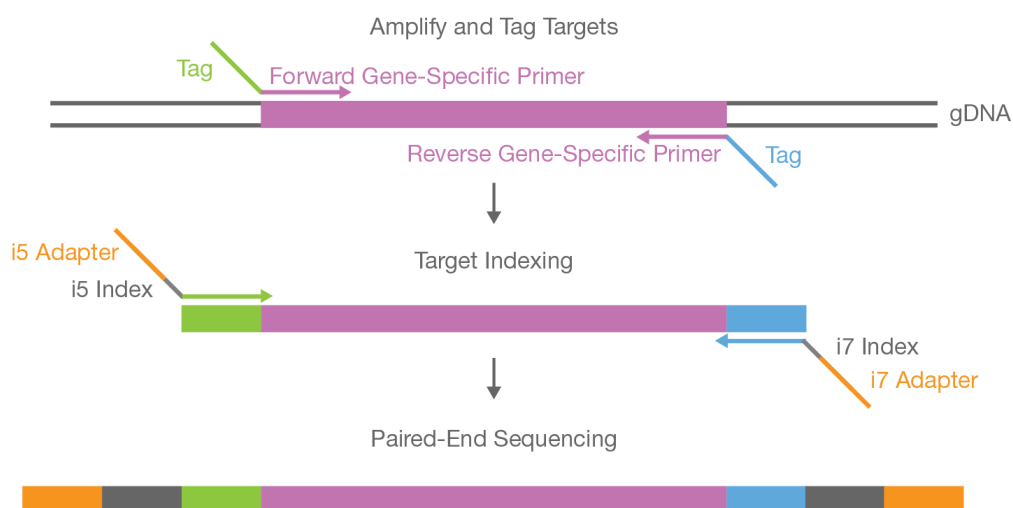 Amplify and Tag Targets
Tag
Forward Gene-Specific Primer
gDNA
Reverse Gene-Specific Primer
Tag
i5 Adapter
Target Indexing
i5 Index
i7 Index
i7 Adapter
Paired-End Sequencing